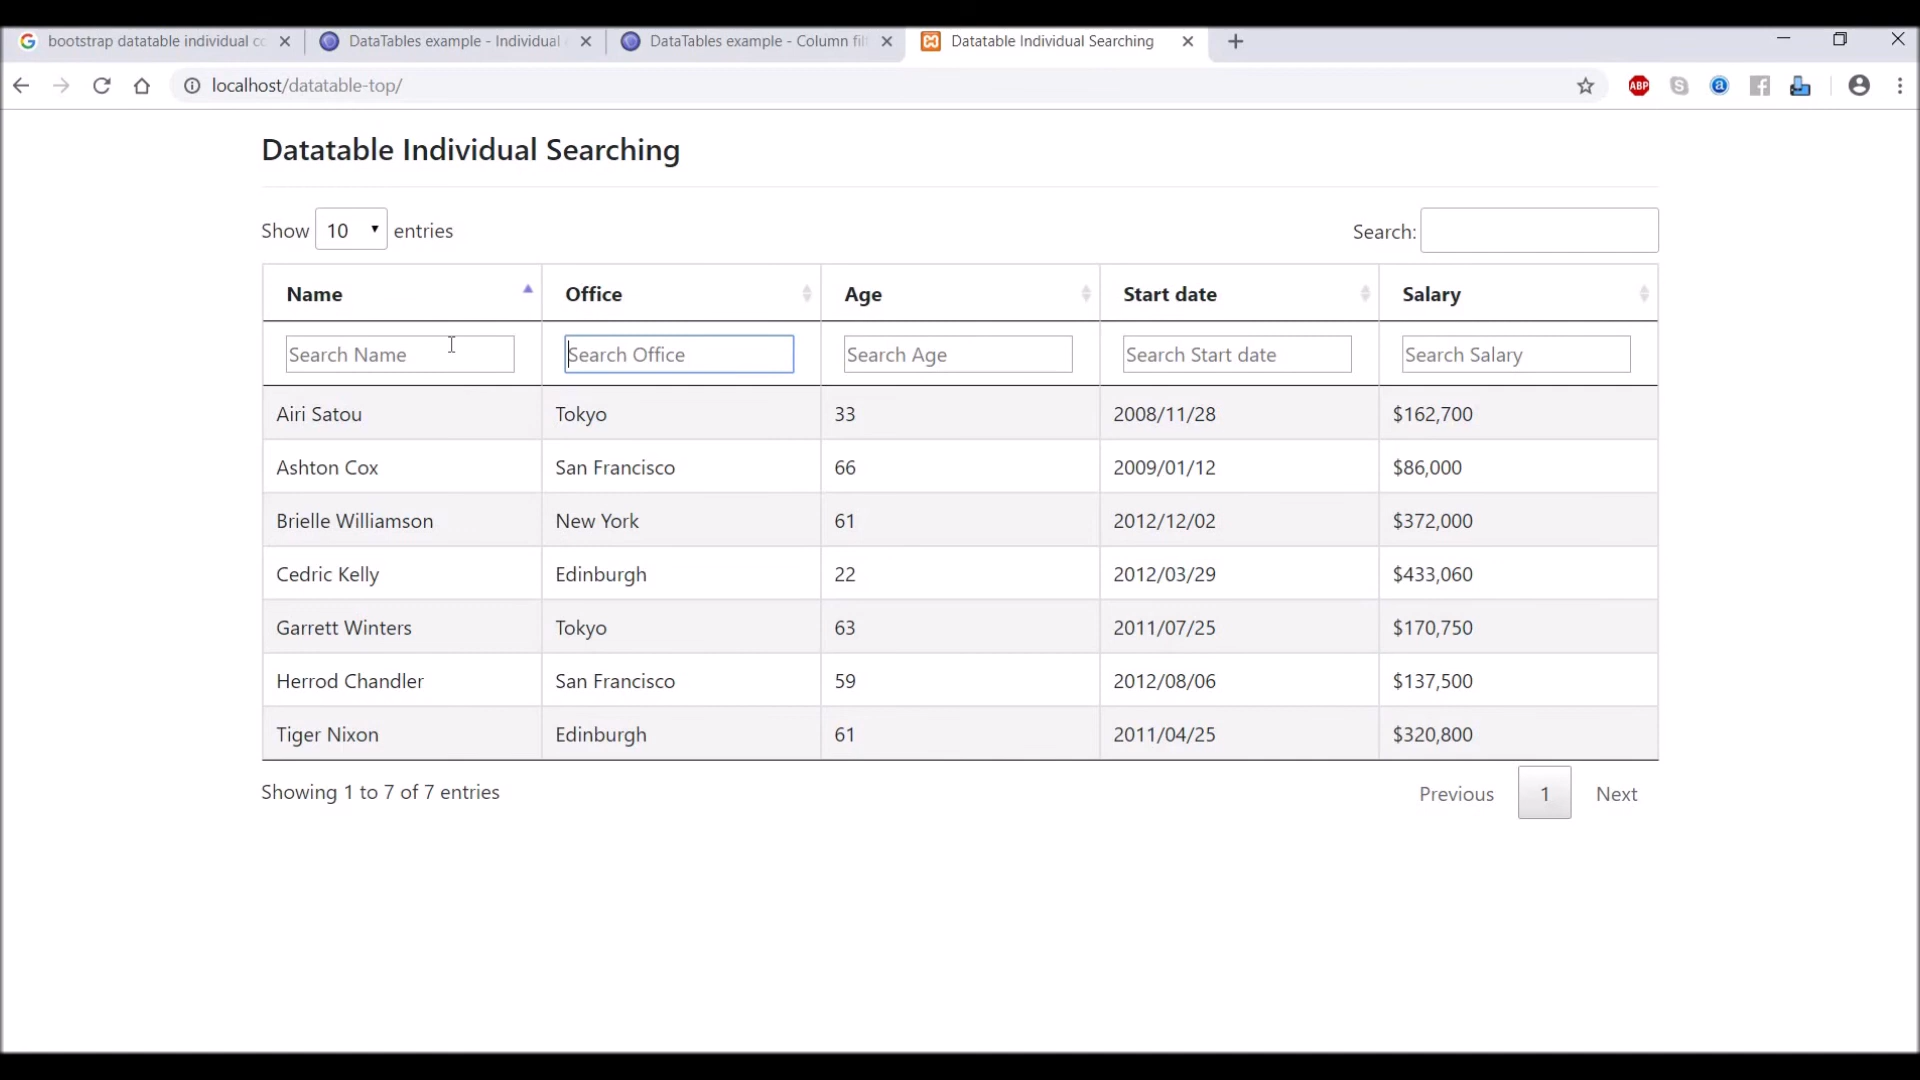 bootstrap datatable individual co
DataTables example - Individual
DataTables example - Column filt
Datatable Individual Searching
localhost/datatable-top/
ABP
Datatable Individual Searching
Show 10 entries
Search:
Name Office Age Start date Salary
Search Name Search Office Search Age Search Start date Search Salary
Airi Satou Tokyo 33 2008/11/28 $162,700
Ashton Cox San Francisco 66 2009/01/12 $86,000
Brielle Williamson New York 61 2012/12/02 $372,000
Cedric Kelly Edinburgh 22 2012/03/29 $433,060
Garrett Winters Tokyo 63 2011/07/25 $170,750
Herrod Chandler San Francisco 59 2012/08/06 $137,500
Tiger Nixon Edinburgh 61 2011/04/25 $320,800
Showing 1 to 7 of 7 entries
Previous 1 Next